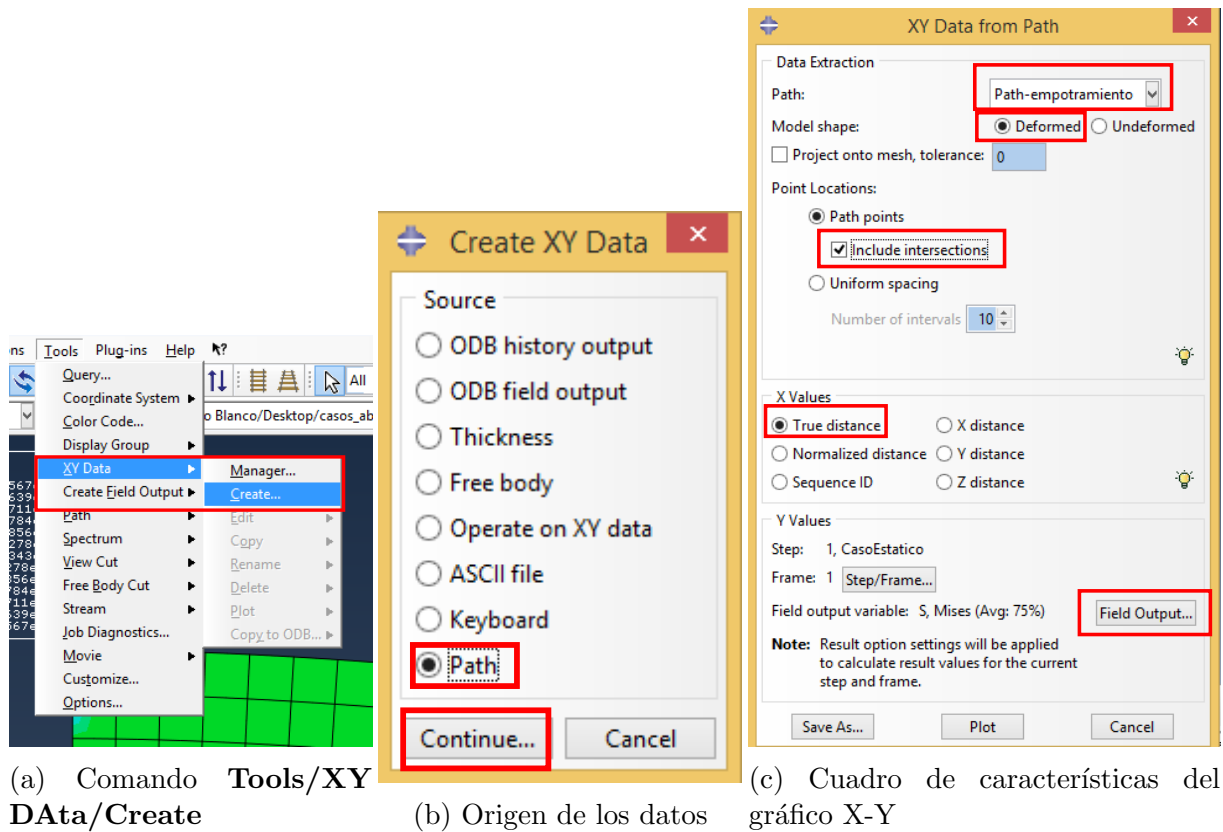 ns Tools Plug-ins Help
Query...
Coordinate System
Color Code...
Display Group
XY Data
Create Field Output
Path
Spectrum
View Cut
Free Body Cut
Stream
Job Diagnostics...
Movie
Customize...
Options...
All
o Blanco/Desktop/casos_ab
Manager...
Create...
Edit
Copy
Rename
Delete
Plot
Copy to ODB...
(a) Comando Tools/XY
DAta/Create
Create XY Data
Source
ODB history output
ODB field output
Thickness
Free body
Operate on XY data
ASCII file
Keyboard
Path
Continue... Cancel
(b) Origen de los datos
XY Data from Path
Data Extraction
Path: Path-empotramiento
Model shape: Deformed Undeformed
Project onto mesh, tolerance: 0
Point Locations:
Path points
Include intersections
Uniform spacing
Number of intervals 10
X Values
True distance X distance
Normalized distance Y distance
Sequence ID Z distance
Y Values
Step: 1, CasoEstatico
Frame: 1 Step/Frame...
Field output variable: S, Mises (Avg: 75%) Field Output...
Note: Result option settings will be applied
to calculate result values for the current
step and frame.
Save As... Plot Cancel
(c) Cuadro de características del
gráfico X-Y